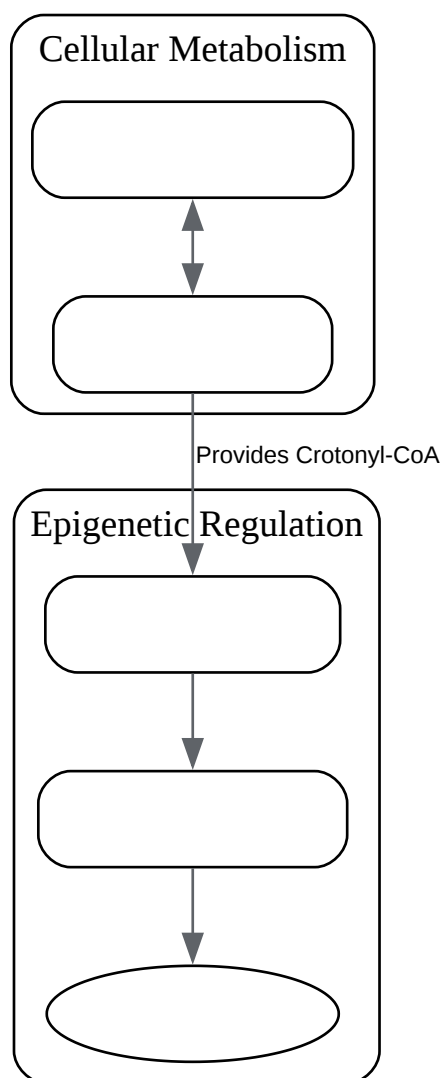 Cellular Metabolism
Provides Crotonyl-CoA
Epigenetic Regulation